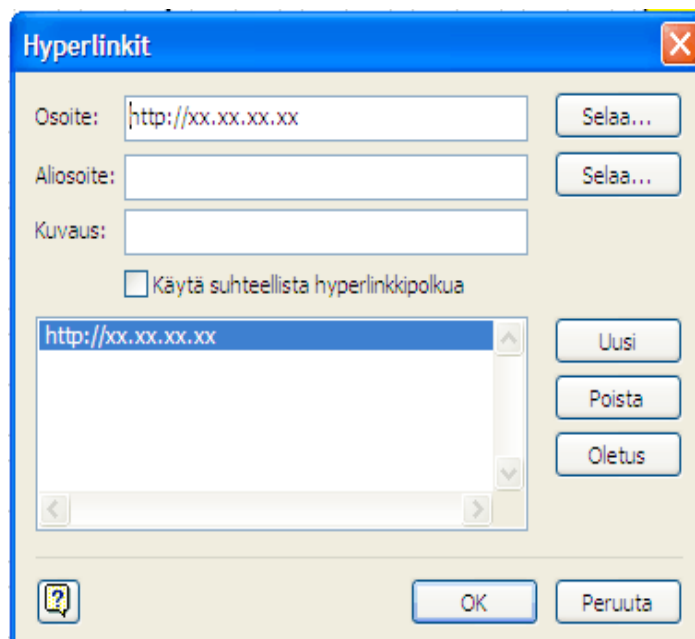 Hyperlinkit
Osoite: http://xx.xx.xx.xx Selaa...
Aliosoite: Selaa...
Kuvaus:
Käytä suhteellista hyperlinkkipolkua
http://xx.xx.xx.xx
Uusi
Poista
Oletus
? OK Peruuta